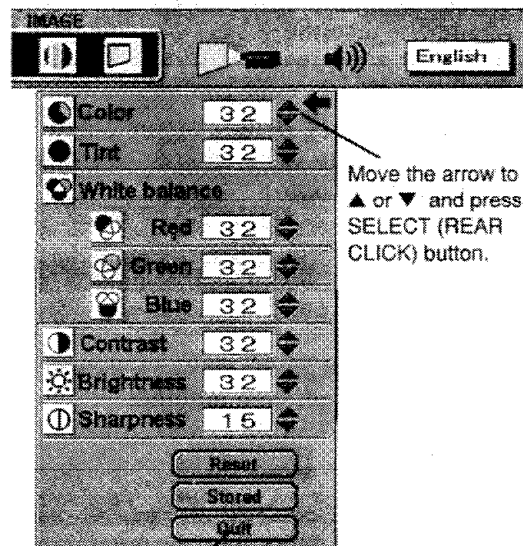 IMAGE
English
Color 32
Tint 32
White balance
Red 32
Green 32
Blue 32
Contrast 32
Brightness 32
Sharpness 15
Reset
Stored
Quit
Move the arrow to
▲ or ▼ and press
SELECT (REAR
CLICK) button.